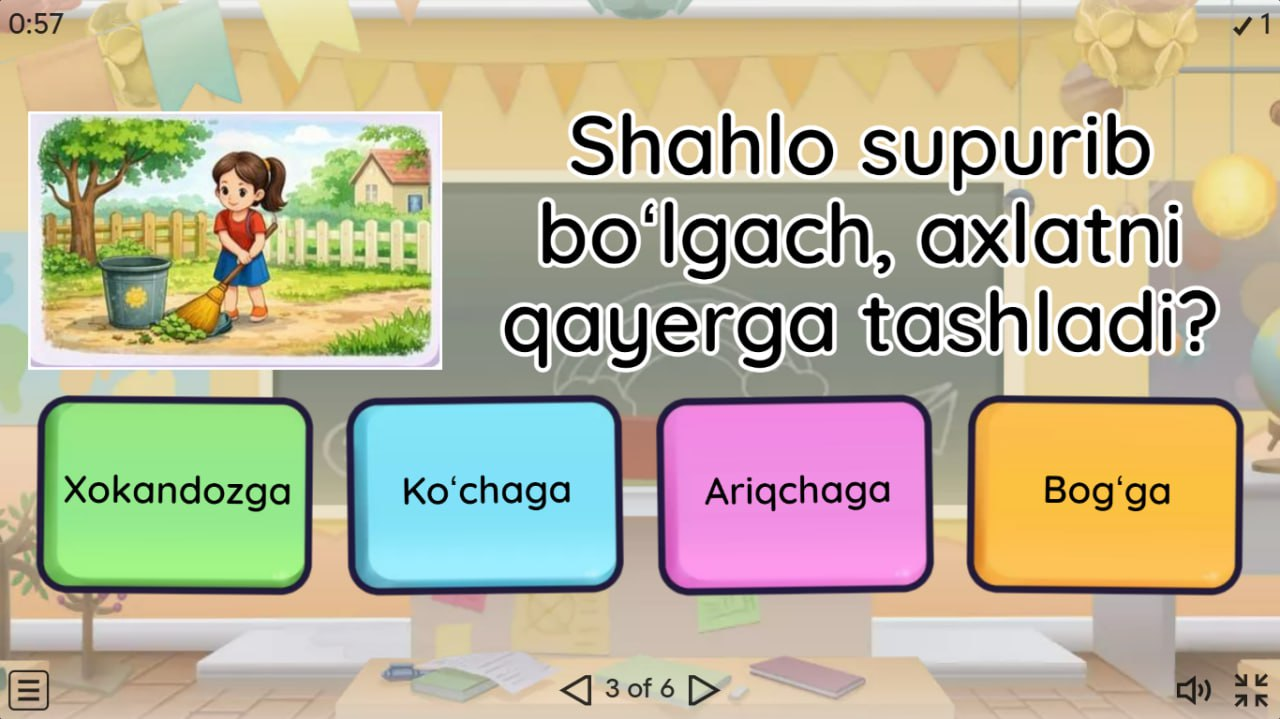 0:57
✓ 1
Shahlo supurib
bo‘lgach, axlatni
qayerga tashladi?
Xokandozga
Ko‘chaga
Ariqchaga
Bog‘ga
3 of 6